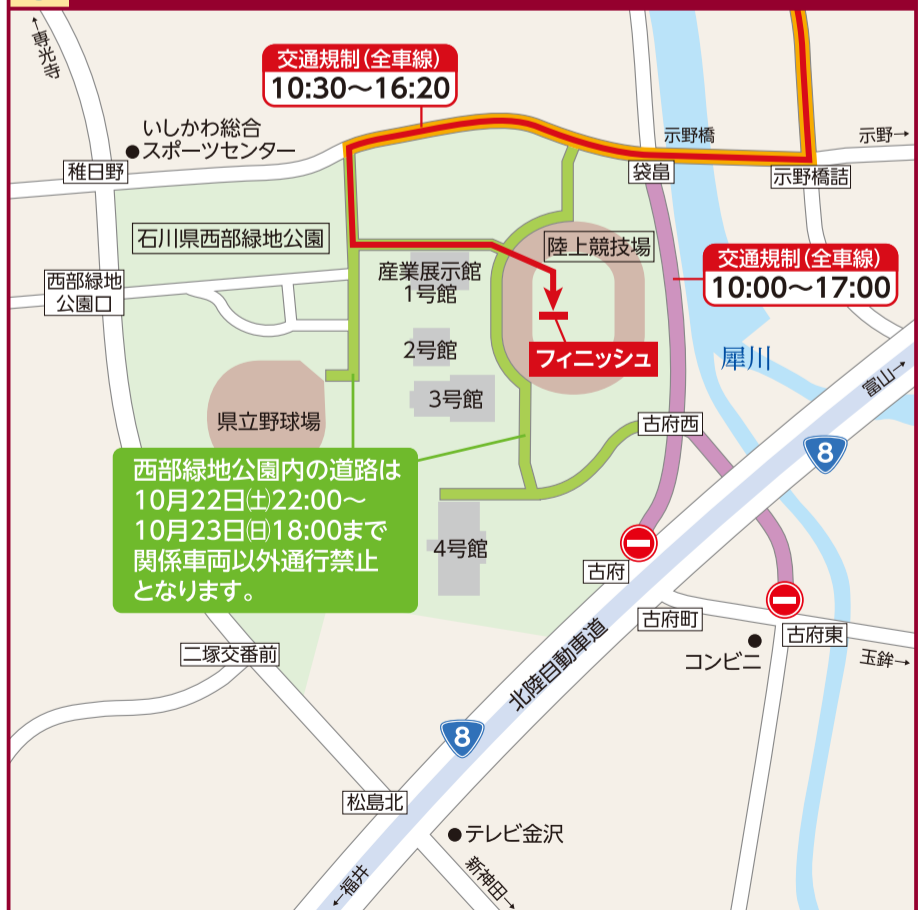 ←専光寺
交通規制(全車線)
10:30〜16:20
いしかわ総合
●スポーツセンター
稚日野
示野橋
示野→
袋畠
示野橋詰
石川県西部緑地公園
陸上競技場
西部緑地
公園口
産業展示館
1号館
交通規制(全車線)
10:00〜17:00
2号館
フィニッシュ
犀川
富山→
3号館
県立野球場
古府西
8
西部緑地公園内の道路は
10月22日㈯22:00〜
10月23日㈰18:00まで
関係車両以外通行禁止
となります。
4号館
古府
古府町
古府東
コンビニ
玉鉾→
二塚交番前
北陸自動車道
8
松島北
●テレビ金沢
←福井
新神田→